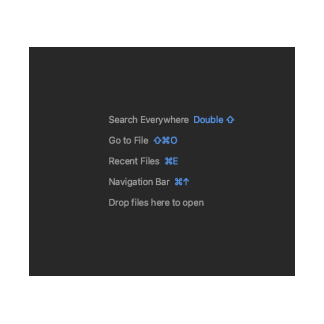 Search Everywhere Double ⇧
Go to File ⇧⌘O
Recent Files ⌘E
Navigation Bar ⌘↑
Drop files here to open